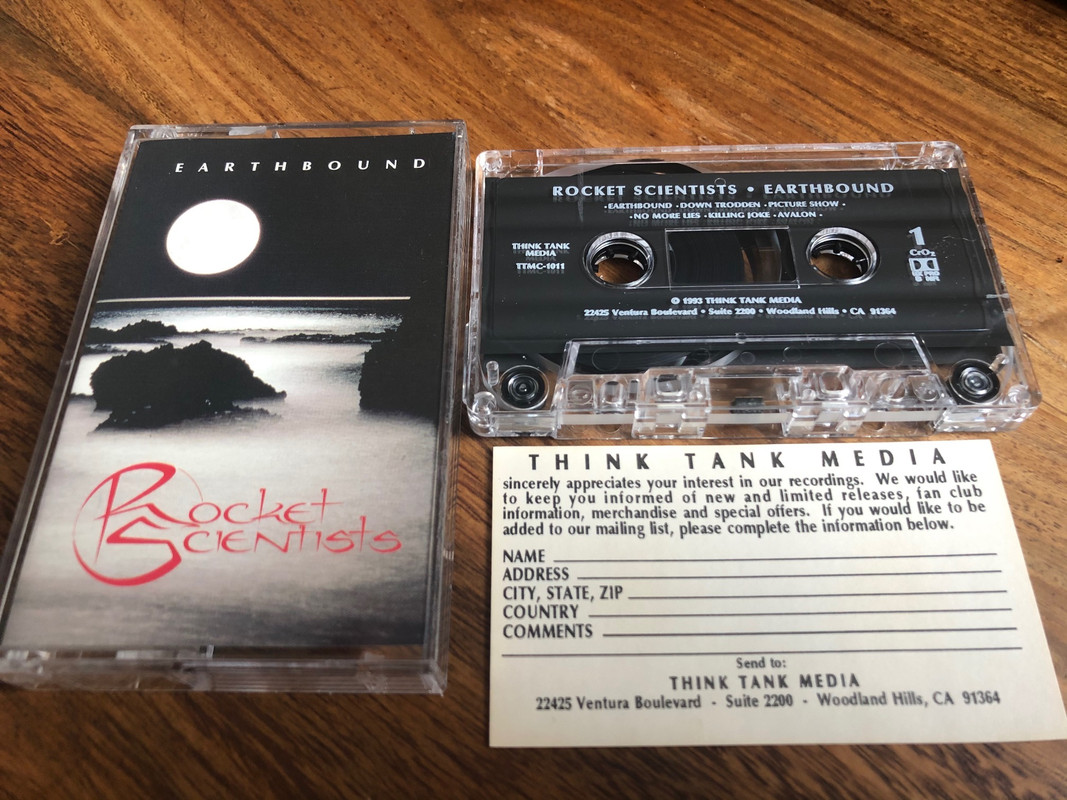 EARTHBOUND
Rocket
Scientists
ROCKET SCIENTISTS • EARTHBOUND
•EARTHBOUND •DOWN TRODDEN •PICTURE SHOW •
•NO MORE LIES •KILLING JOKE •AVALON •
THINK TANK
MEDIA
TTMC-1011
1
CrO2
HX PRO
B NR
© 1993 THINK TANK MEDIA
22425 Ventura Boulevard • Suite 2200 • Woodland Hills • CA 91364
THINK TANK MEDIA
sincerely appreciates your interest in our recordings. We would like
to keep you informed of new and limited releases, fan club
information, merchandise and special offers. If you would like to be
added to our mailing list, please complete the information below.
NAME
ADDRESS
CITY, STATE, ZIP
COUNTRY
COMMENTS
Send to:
THINK TANK MEDIA
22425 Ventura Boulevard - Suite 2200 - Woodland Hills, CA 91364